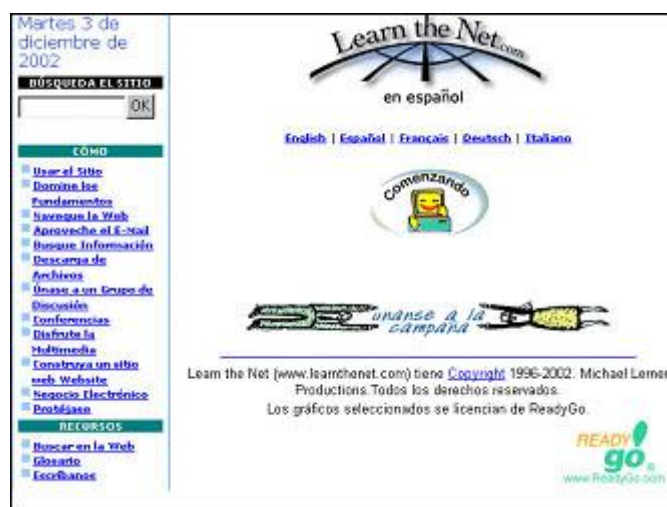 Martes 3 de
diciembre de
2002
BÚSQUEDA EL SITIO
OK
CÓMO
Usar el Sitio
Domine los
Fundamentos
Navegue la Web
Aproveche el E-Mail
Busque Información
Descarga de
Archivos
Únase a un Grupo de
Discusión
Conferencias
Disfrute la
Multimedia
Construya un sitio
web Website
Negocio Electrónico
Protéjase
RECURSOS
Buscar en la Web
Glosario
Escríbanos
Learn the Net.com
en español
English | Español | Français | Deutsch | Italiano
Comenzando
unanse a la
campaña
Learn the Net (www.learnthenet.com) tiene Copyright 1996-2002. Michael Lerner
Productions.Todos los derechos reservados.
Los gráficos seleccionados se licencian de ReadyGo.
READY
go
www.ReadyGo.com